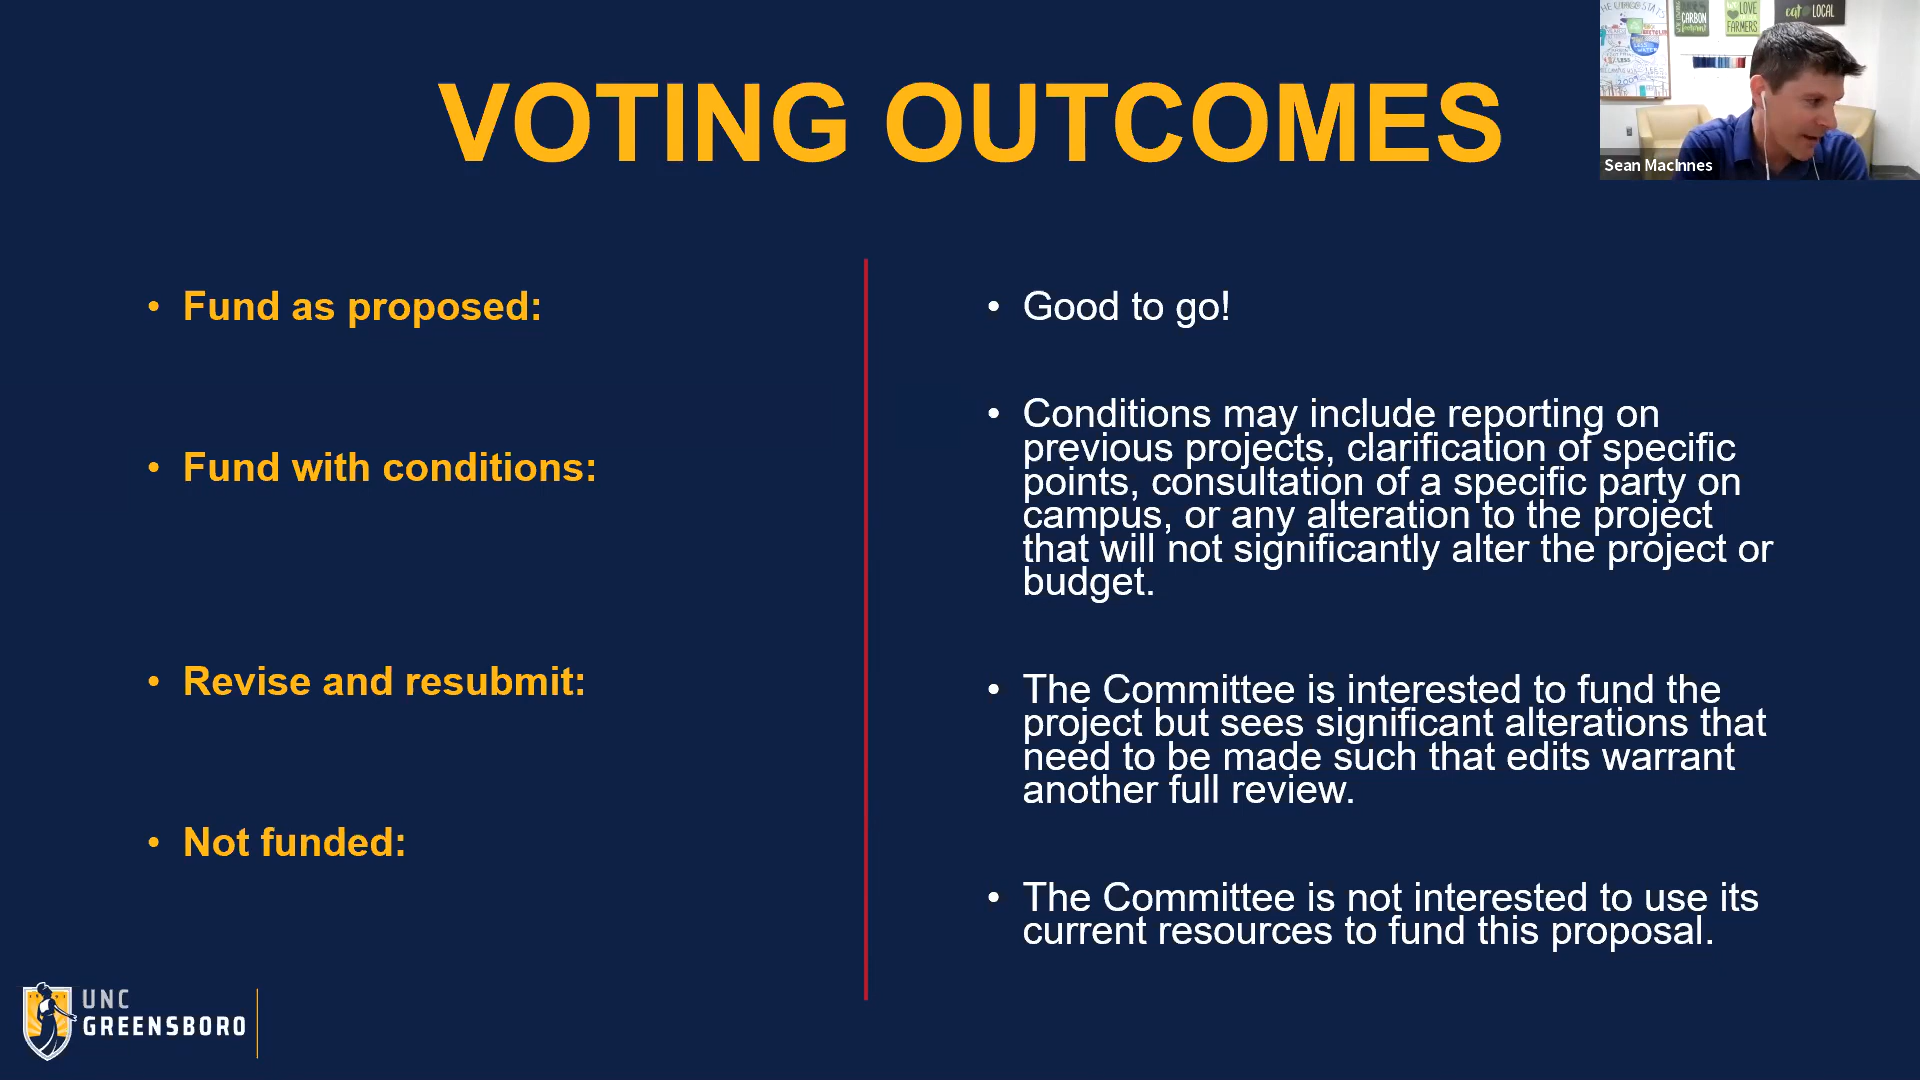 VOTING OUTCOMES
CARBON
WE LOVE
FARMERS
eat LOCAL
Sean MacInnes
• Fund as proposed:
• Fund with conditions:
• Revise and resubmit:
• Not funded:
• Good to go!
• Conditions may include reporting on
previous projects, clarification of specific
points, consultation of a specific party on
campus, or any alteration to the project
that will not significantly alter the project or
budget.
• The Committee is interested to fund the
project but sees significant alterations that
need to be made such that edits warrant
another full review.
• The Committee is not interested to use its
current resources to fund this proposal.
UNC
GREENSBORO